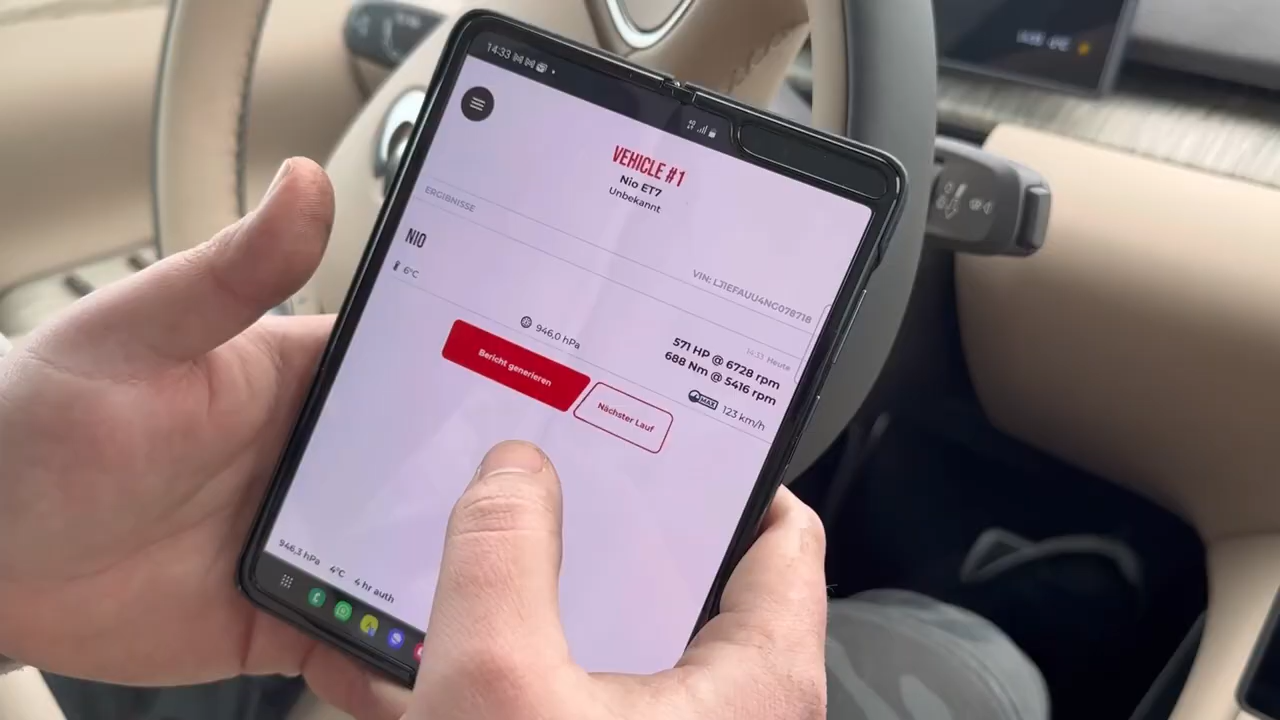 14:33
VEHICLE #1
Nio ET7
Unbekannt
ERGEBNISSE
VIN: LJ1EFAUU4NG078718
NIO
14:33 Heute
6°C
946,0 hPa
571 HP @ 6728 rpm
688 Nm @ 5416 rpm
MAX 123 km/h
Bericht generieren
Nächster Lauf
946,3 hPa 4°C 4 hr auth